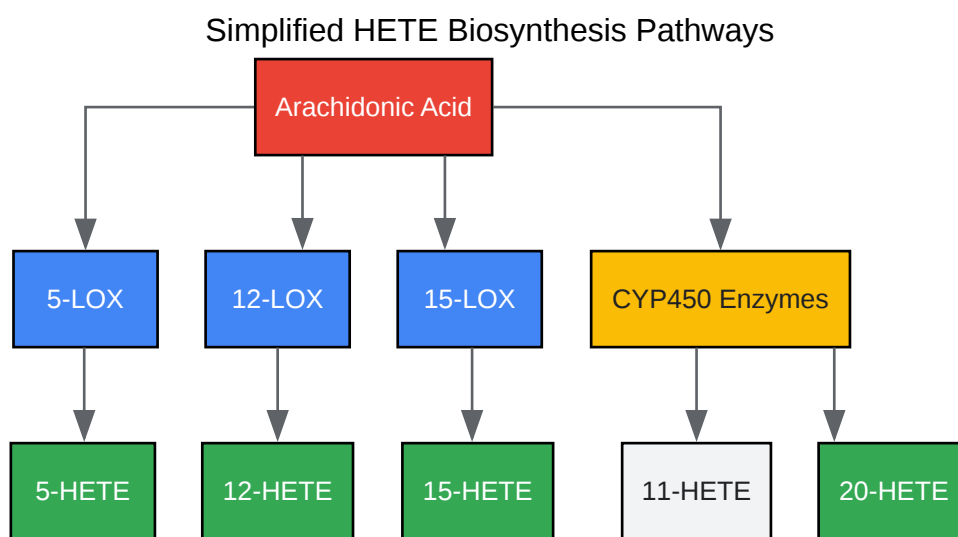 Simplified HETE Biosynthesis Pathways
Arachidonic Acid
5-LOX
12-LOX
15-LOX
CYP450 Enzymes
5-HETE
12-HETE
15-HETE
11-HETE
20-HETE